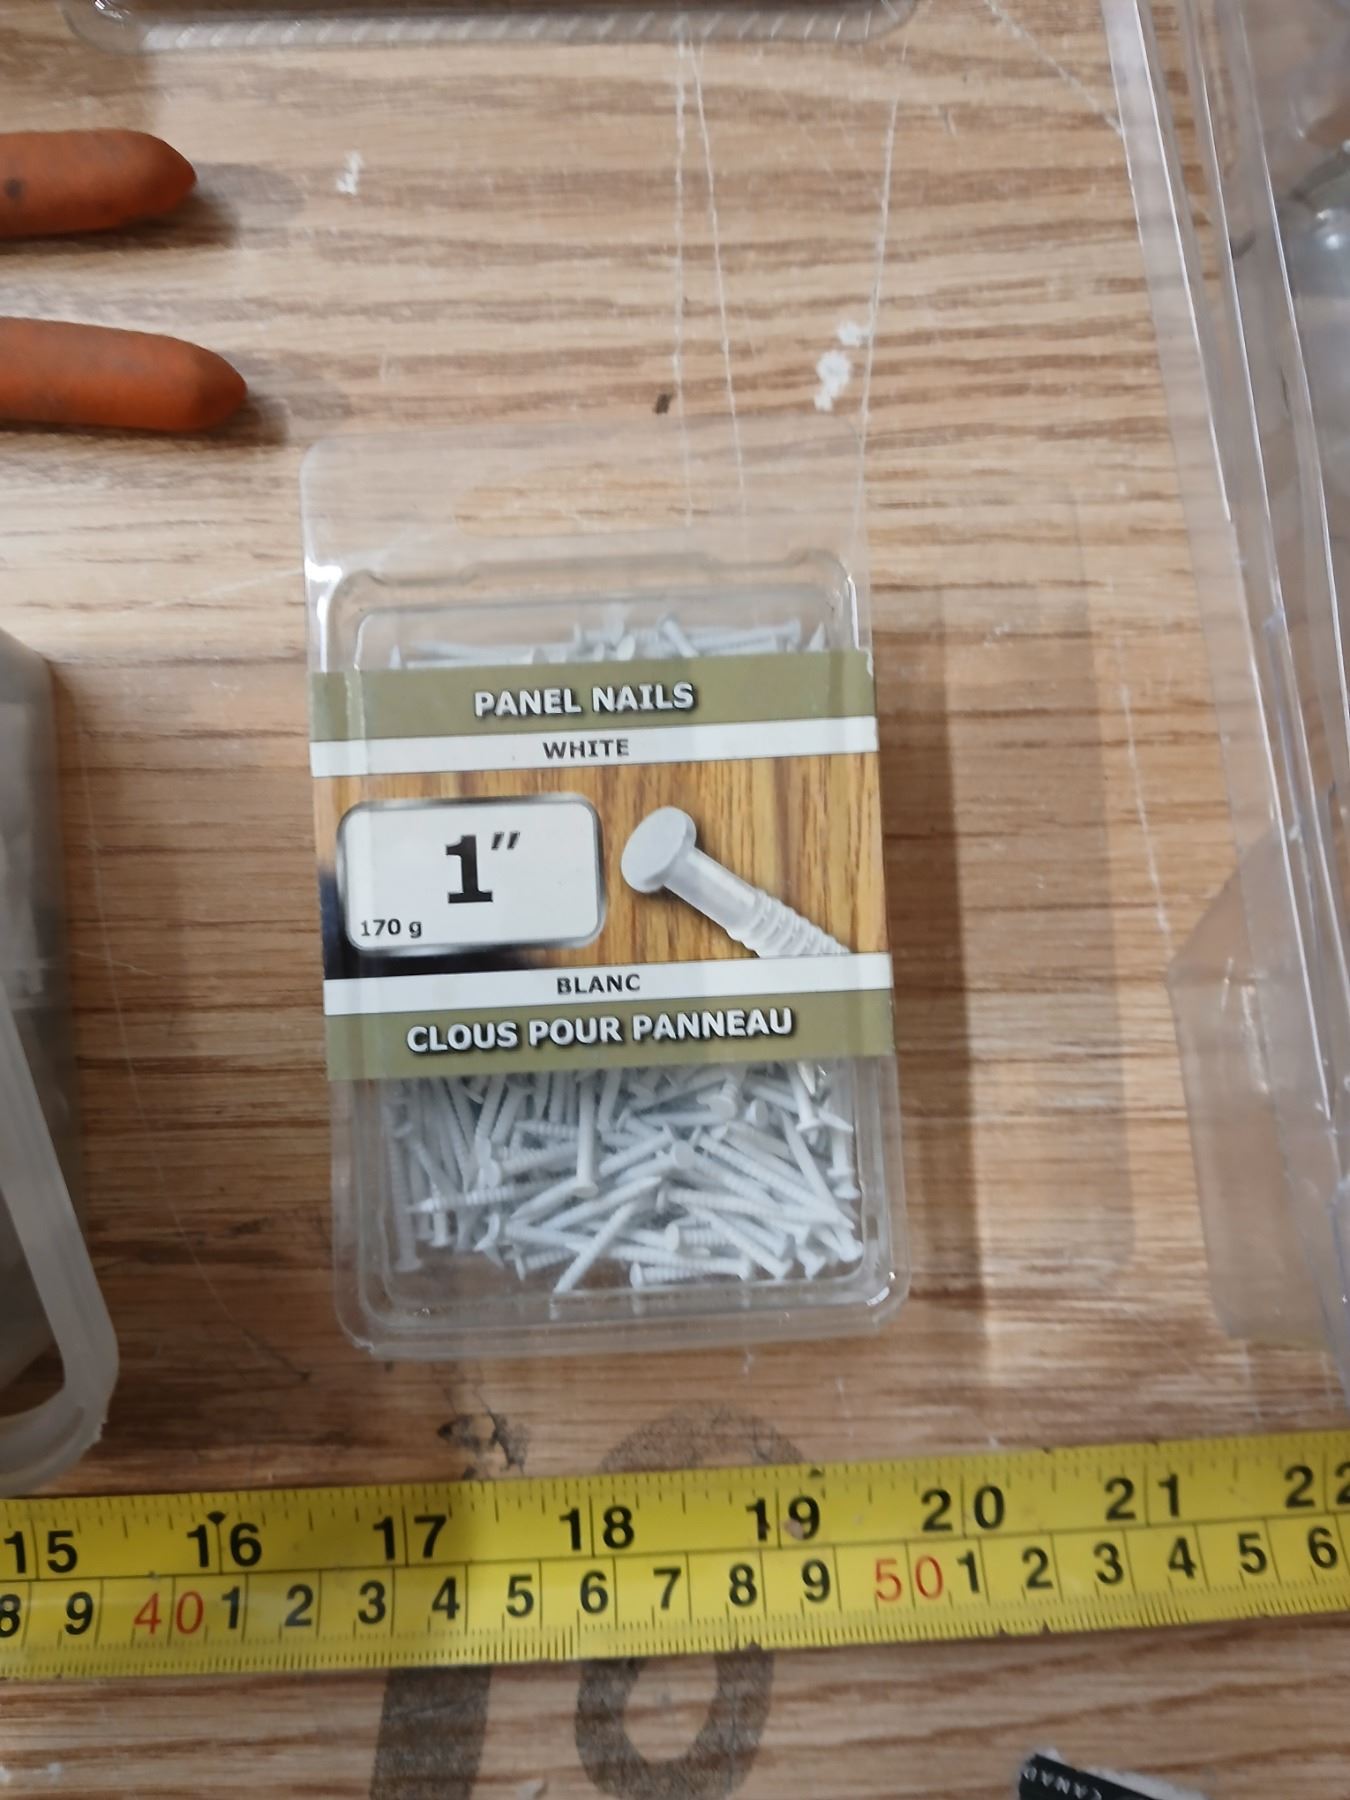 PANEL NAILS
WHITE
1"
170 g
BLANC
CLOUS POUR PANNEAU
15 16 17 18 19 20 21 22
8 9 40 1 2 3 4 5 6 7 8 9 50 1 2 3 4 5 6
CANAD